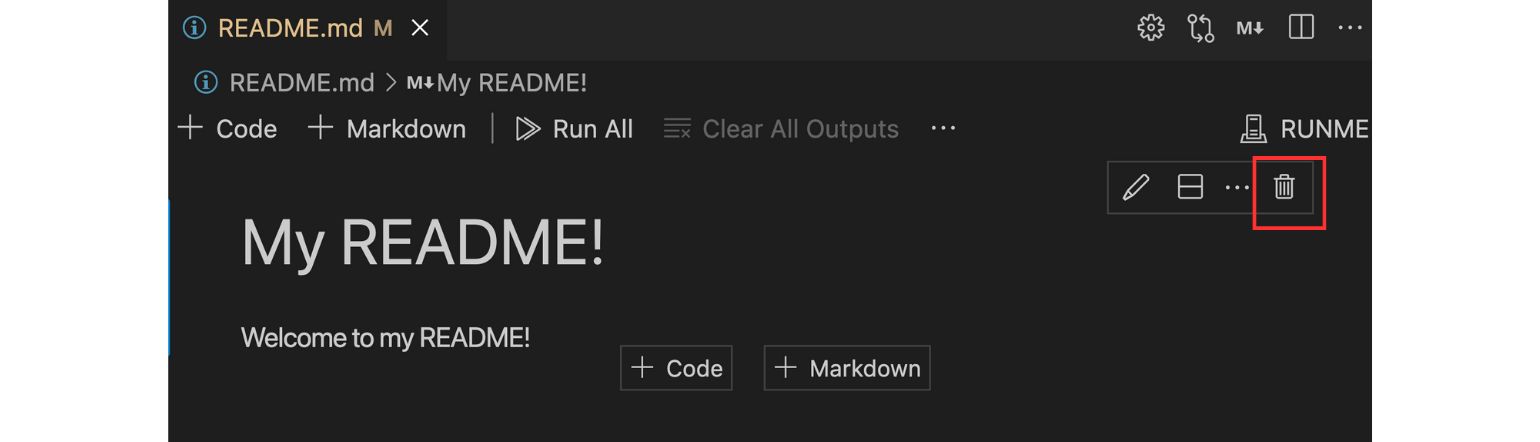 README.md M
README.md > M↓My README!
+ Code + Markdown Run All Clear All Outputs ... RUNME
My README!
Welcome to my README!
+ Code + Markdown